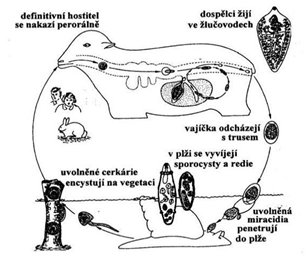 definitivní hostitel
se nakazí perorálně
dospělci žijí
ve žlučovodech
vajíčka odcházejí
s trusem
v plži se vyvíjejí
sporocysty a redie
uvolněné cerkárie
encystují na vegetaci
uvolněná
miracidia
penetrují
do plže